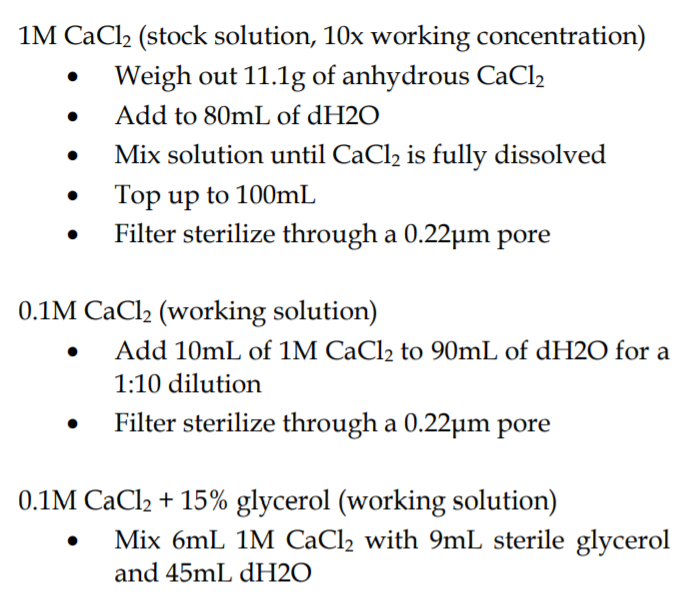 1M CaCl₂ (stock solution, 10x working concentration)
• Weigh out 11.1g of anhydrous CaCl₂
• Add to 80mL of dH2O
• Mix solution until CaCl₂ is fully dissolved
• Top up to 100mL
• Filter sterilize through a 0.22µm pore
0.1M CaCl₂ (working solution)
• Add 10mL of 1M CaCl₂ to 90mL of dH2O for a
1:10 dilution
• Filter sterilize through a 0.22µm pore
0.1M CaCl₂ + 15% glycerol (working solution)
• Mix 6mL 1M CaCl₂ with 9mL sterile glycerol
and 45mL dH2O